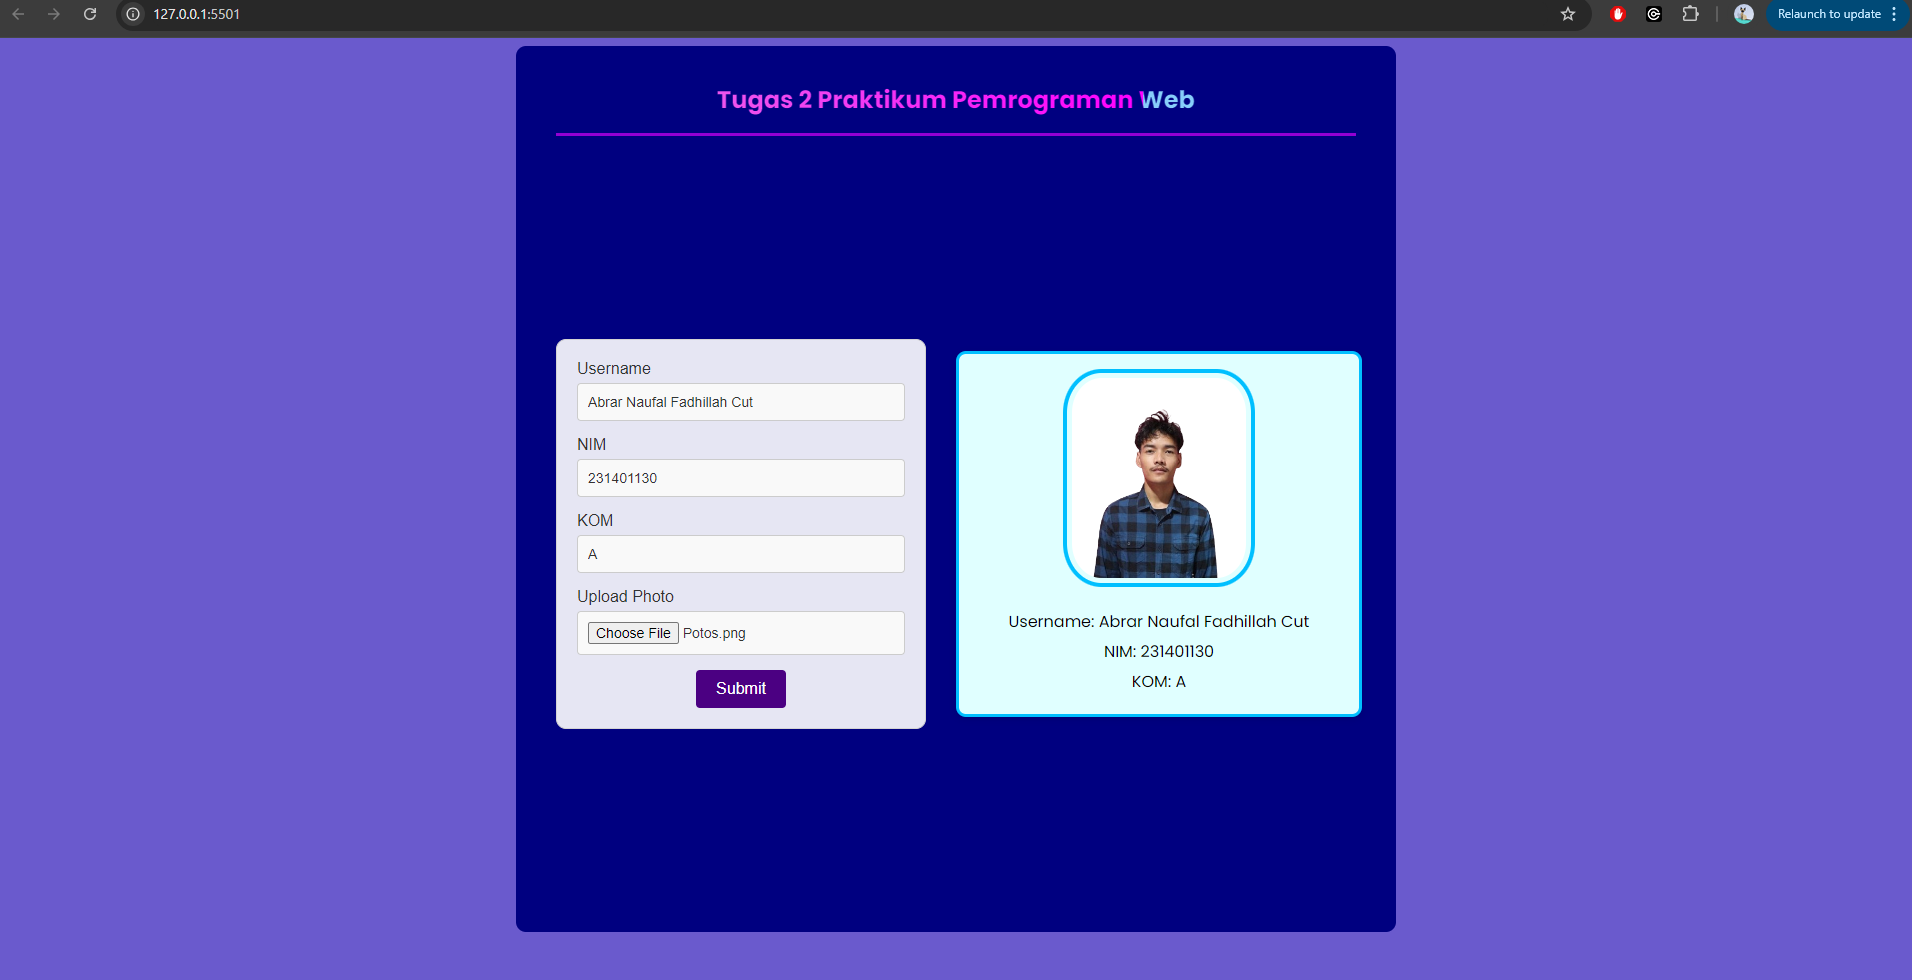 127.0.0.1:5501
Relaunch to update
Tugas 2 Praktikum Pemrograman Web
Username
Abrar Naufal Fadhillah Cut
NIM
231401130
KOM
A
Upload Photo
Choose File Potos.png
Submit
Username: Abrar Naufal Fadhillah Cut
NIM: 231401130
KOM: A